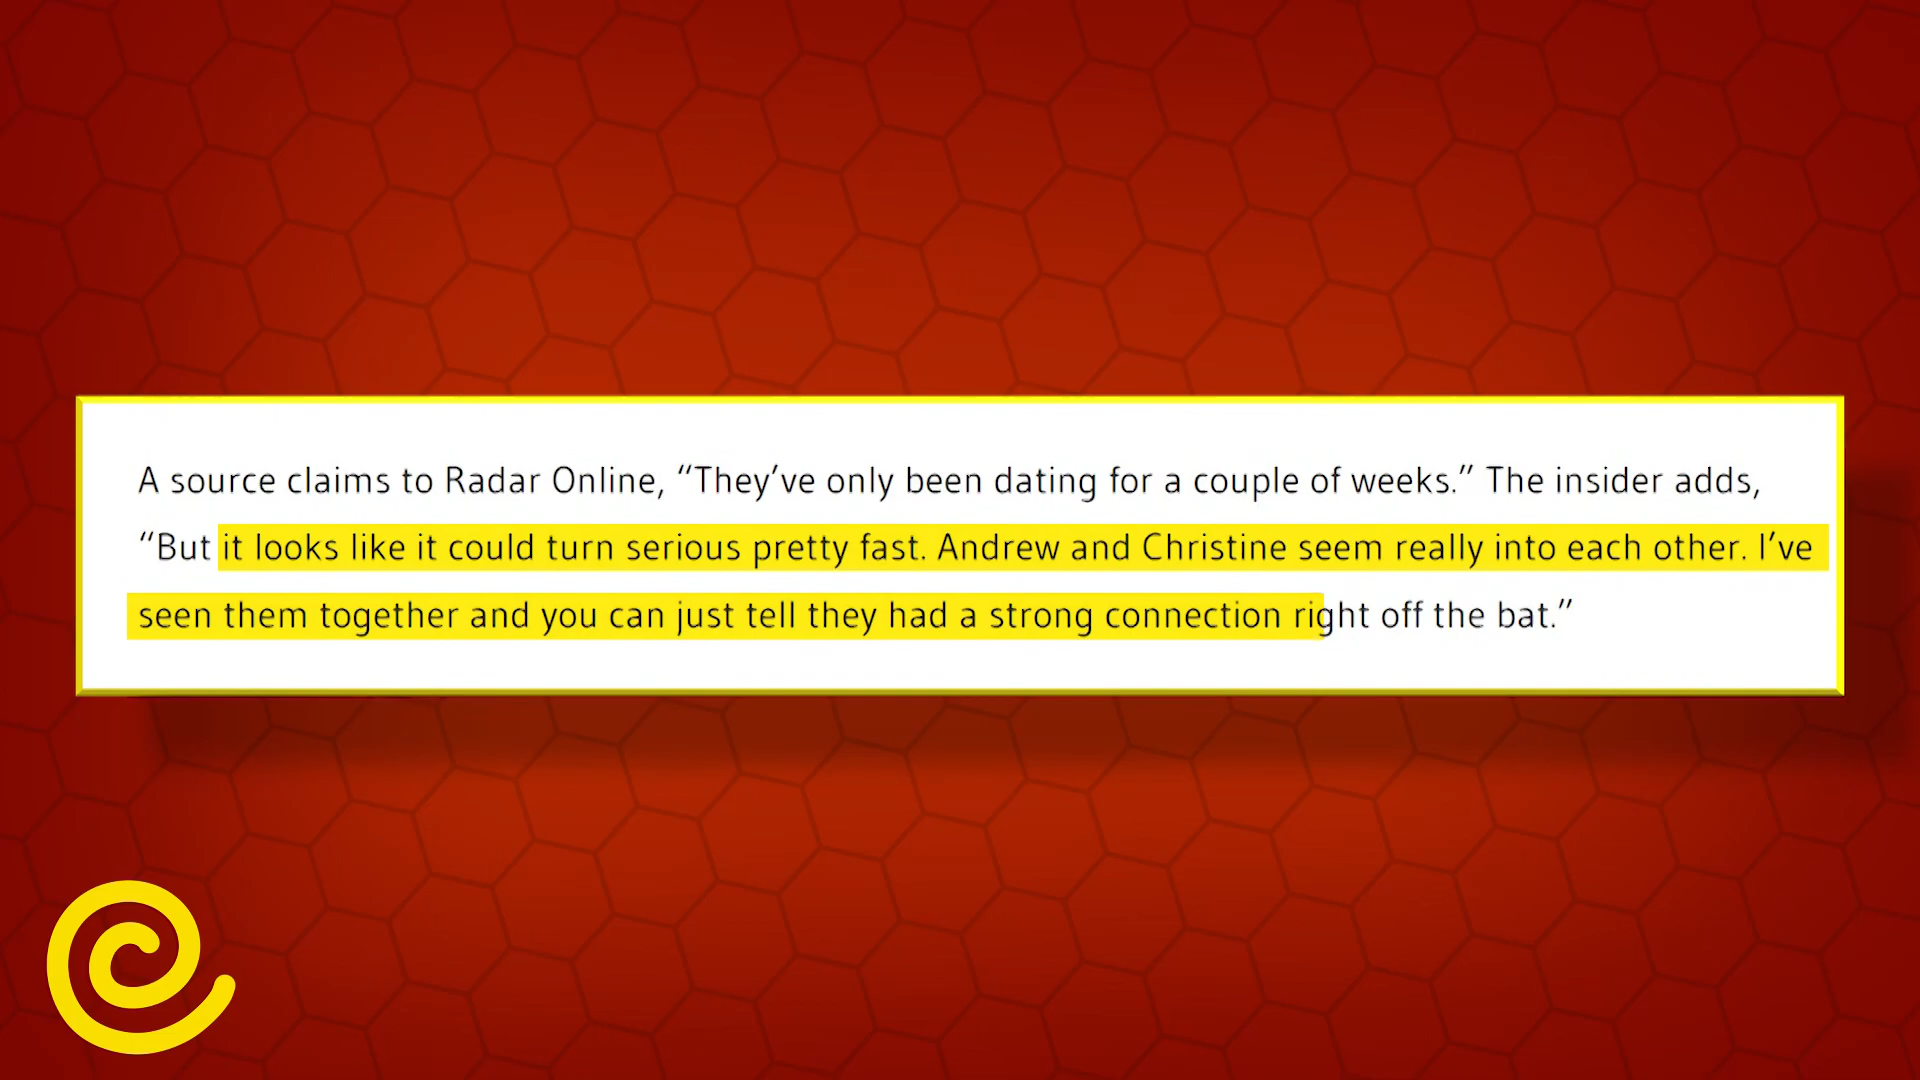 A source claims to Radar Online, “They’ve only been dating for a couple of weeks.” The insider adds,
“But it looks like it could turn serious pretty fast. Andrew and Christine seem really into each other. I’ve
seen them together and you can just tell they had a strong connection right off the bat.”